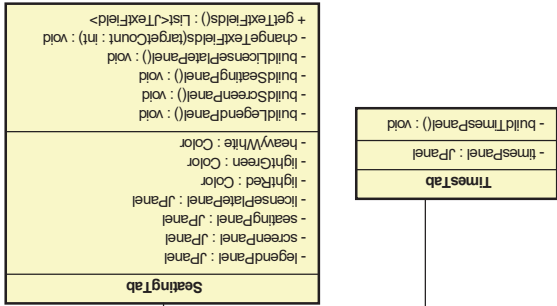 SeatingTab
- legendPanel : JPanel
- screenPanel : JPanel
- seatingPanel : JPanel
- licensePlatePanel : JPanel
- lightRed : Color
- lightGreen : Color
- heavyWhite : Color
- buildLegendPanel() : void
- buildScreenPanel() : void
- buildSeatingPanel() : void
- buildLicensePlatePanel() : void
- changeTextFields(targetCount : int) : void
+ getTextFields() : List<JTextField>
TimesTab
- timesPanel : JPanel
- buildTimesPanel() : void